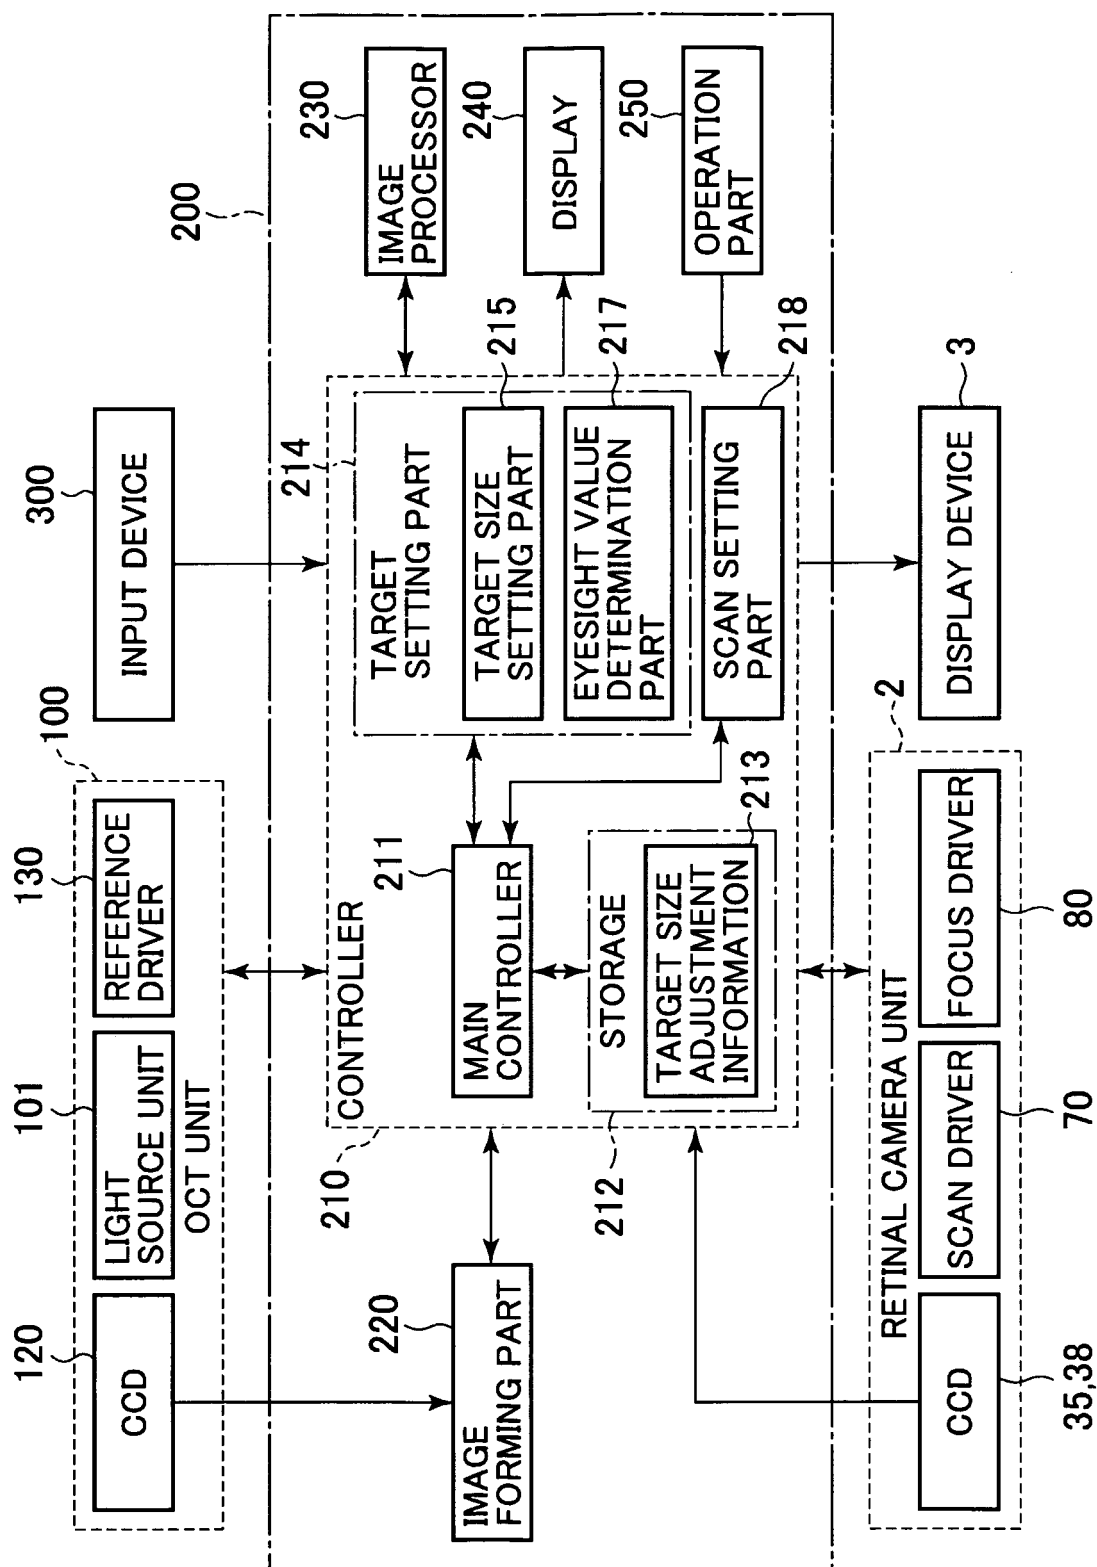 100
120
CCD
101
LIGHT
SOURCE UNIT
130
REFERENCE
DRIVER
OCT UNIT
300
INPUT DEVICE
200
220
IMAGE
FORMING PART
210
CONTROLLER
211
MAIN
CONTROLLER
212
STORAGE
213
TARGET SIZE
ADJUSTMENT
INFORMATION
214
TARGET
SETTING PART
215
TARGET SIZE
SETTING PART
217
EYESIGHT VALUE
DETERMINATION
PART
218
SCAN SETTING
PART
230
IMAGE
PROCESSOR
240
DISPLAY
250
OPERATION
PART
2
RETINAL CAMERA UNIT
CCD
35,38
SCAN DRIVER
70
FOCUS DRIVER
80
3
DISPLAY DEVICE